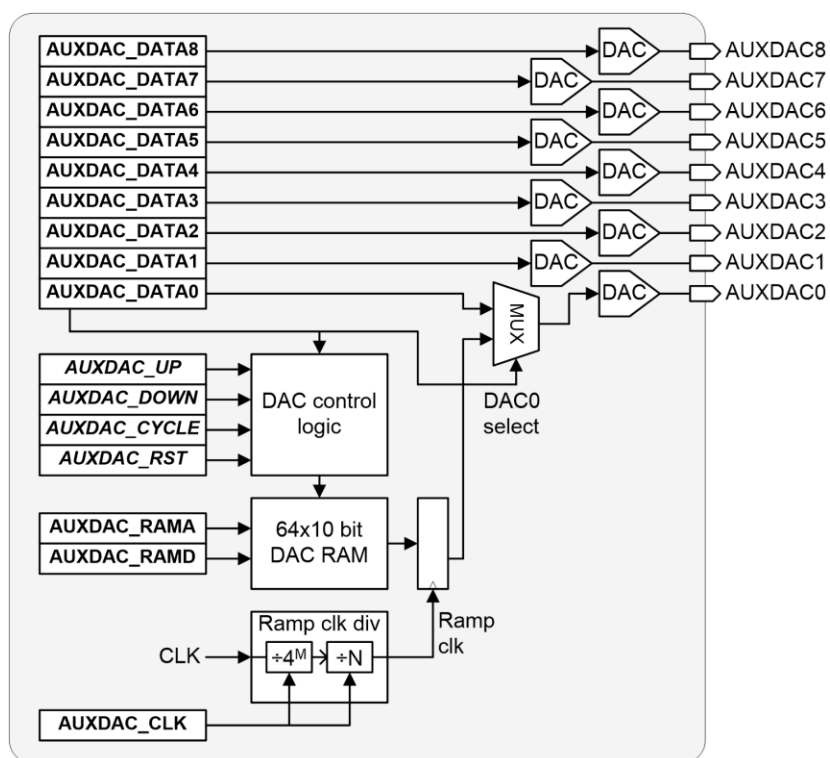 AUXDAC_DATA8 DAC AUXDAC8
AUXDAC_DATA7 DAC AUXDAC7
AUXDAC_DATA6 DAC AUXDAC6
AUXDAC_DATA5 DAC AUXDAC5
AUXDAC_DATA4 DAC AUXDAC4
AUXDAC_DATA3 DAC AUXDAC3
AUXDAC_DATA2 DAC AUXDAC2
AUXDAC_DATA1 DAC AUXDAC1
AUXDAC_DATA0 DAC AUXDAC0
MUX
AUXDAC_UP
AUXDAC_DOWN
AUXDAC_CYCLE
AUXDAC_RST
DAC control
logic
DAC0
select
AUXDAC_RAMA
AUXDAC_RAMD
64x10 bit
DAC RAM
Ramp clk div
Ramp
clk
CLK
÷4ᴹ
÷N
AUXDAC_CLK